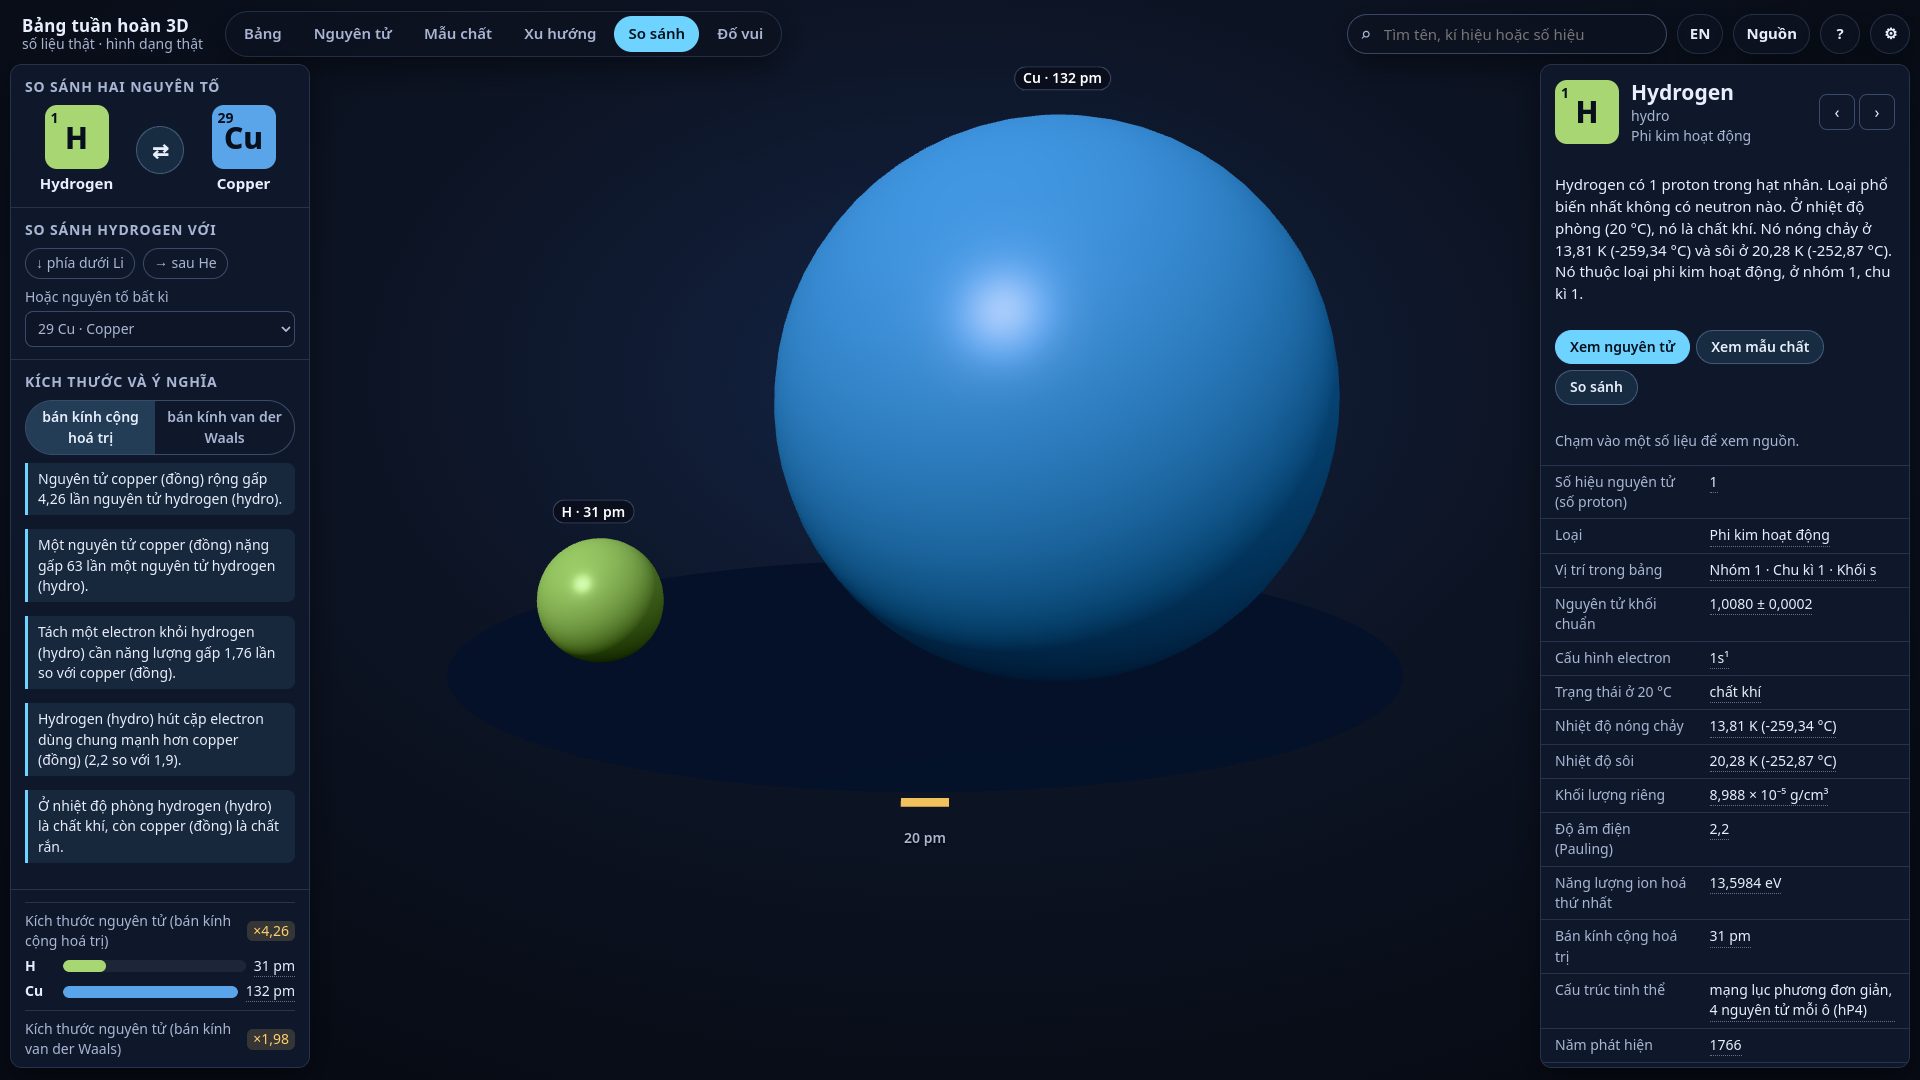 Bảng tuần hoàn 3D
số liệu thật · hình dạng thật
Bảng
Nguyên tử
Mẫu chất
Xu hướng
So sánh
Đố vui
Tìm tên, kí hiệu hoặc số hiệu
EN
Nguồn
?
SO SÁNH HAI NGUYÊN TỐ
1
H
Hydrogen
⇄
29
Cu
Copper
SO SÁNH HYDROGEN VỚI
↓ phía dưới Li
→ sau He
Hoặc nguyên tố bất kì
29 Cu · Copper
KÍCH THƯỚC VÀ Ý NGHĨA
bán kính cộng
hoá trị
bán kính van der
Waals
Nguyên tử copper (đồng) rộng gấp
4,26 lần nguyên tử hydrogen (hydro).
Một nguyên tử copper (đồng) nặng
gấp 63 lần một nguyên tử hydrogen
(hydro).
Tách một electron khỏi hydrogen
(hydro) cần năng lượng gấp 1,76 lần
so với copper (đồng).
Hydrogen (hydro) hút cặp electron
dùng chung mạnh hơn copper
(đồng) (2,2 so với 1,9).
Ở nhiệt độ phòng hydrogen (hydro)
là chất khí, còn copper (đồng) là chất
rắn.
Kích thước nguyên tử (bán kính
cộng hoá trị)
×4,26
H
31 pm
Cu
132 pm
Kích thước nguyên tử (bán kính
van der Waals)
×1,98
Cu · 132 pm
H · 31 pm
20 pm
1
H
Hydrogen
hydro
Phi kim hoạt động
‹
›
Hydrogen có 1 proton trong hạt nhân. Loại phổ
biến nhất không có neutron nào. Ở nhiệt độ
phòng (20 °C), nó là chất khí. Nó nóng chảy ở
13,81 K (-259,34 °C) và sôi ở 20,28 K (-252,87 °C).
Nó thuộc loại phi kim hoạt động, ở nhóm 1, chu
kì 1.
Xem nguyên tử
Xem mẫu chất
So sánh
Chạm vào một số liệu để xem nguồn.
Số hiệu nguyên tử
(số proton)
1
Loại
Phi kim hoạt động
Vị trí trong bảng
Nhóm 1 · Chu kì 1 · Khối s
Nguyên tử khối
chuẩn
1,0080 ± 0,0002
Cấu hình electron
1s¹
Trạng thái ở 20 °C
chất khí
Nhiệt độ nóng chảy
13,81 K (-259,34 °C)
Nhiệt độ sôi
20,28 K (-252,87 °C)
Khối lượng riêng
8,988 × 10⁻⁵ g/cm³
Độ âm điện
(Pauling)
2,2
Năng lượng ion hoá
thứ nhất
13,5984 eV
Bán kính cộng hoá
trị
31 pm
Cấu trúc tinh thể
mạng lục phương đơn giản,
4 nguyên tử mỗi ô (hP4)
Năm phát hiện
1766